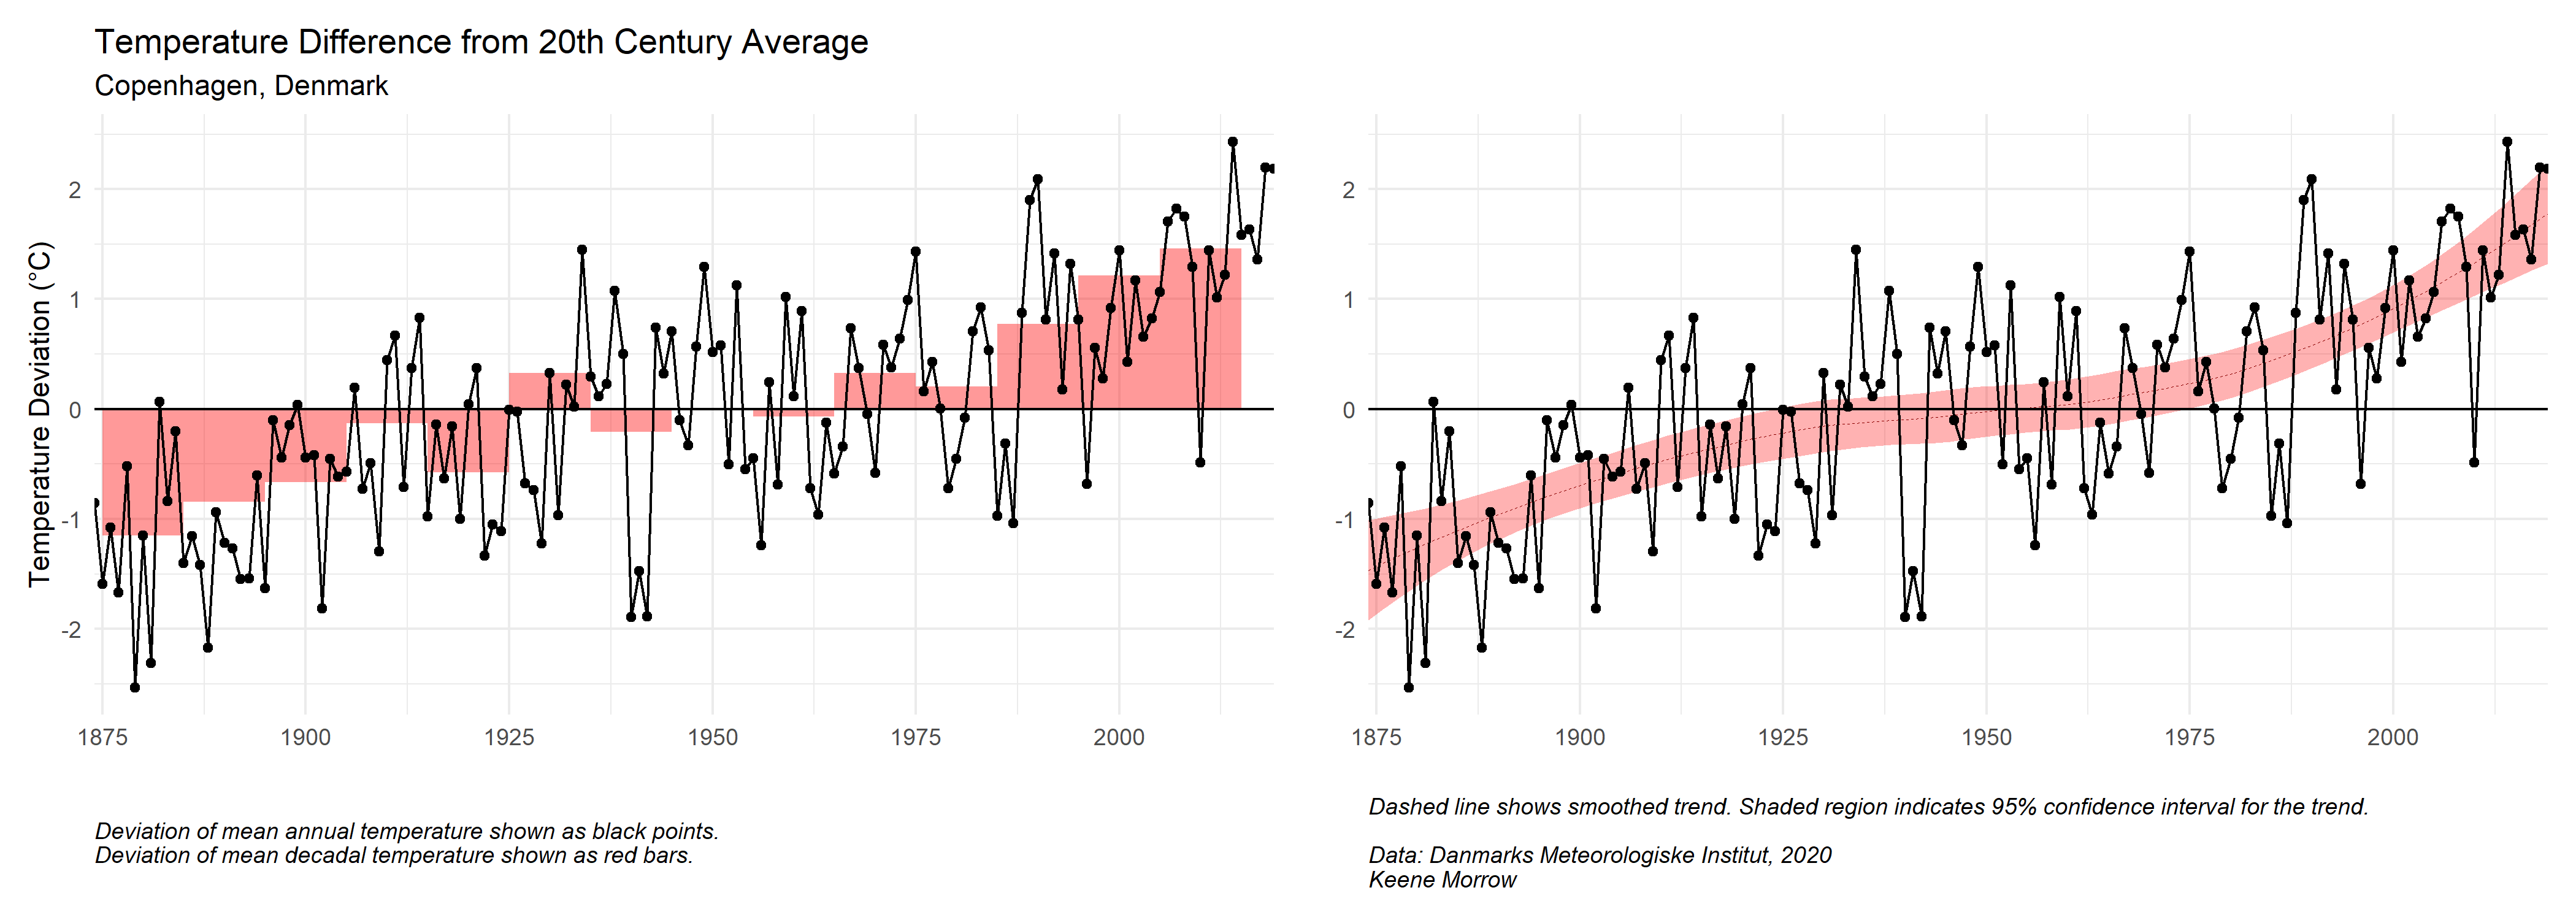 Temperature Difference from 20th Century Average
Copenhagen, Denmark
Temperature Deviation (°C)
2
1
0
-1
-2
1875
1900
1925
1950
1975
2000
2
1
0
-1
-2
1875
1900
1925
1950
1975
2000
Deviation of mean annual temperature shown as black points.
Deviation of mean decadal temperature shown as red bars.
Dashed line shows smoothed trend. Shaded region indicates 95% confidence interval for the trend.
Data: Danmarks Meteorologiske Institut, 2020
Keene Morrow